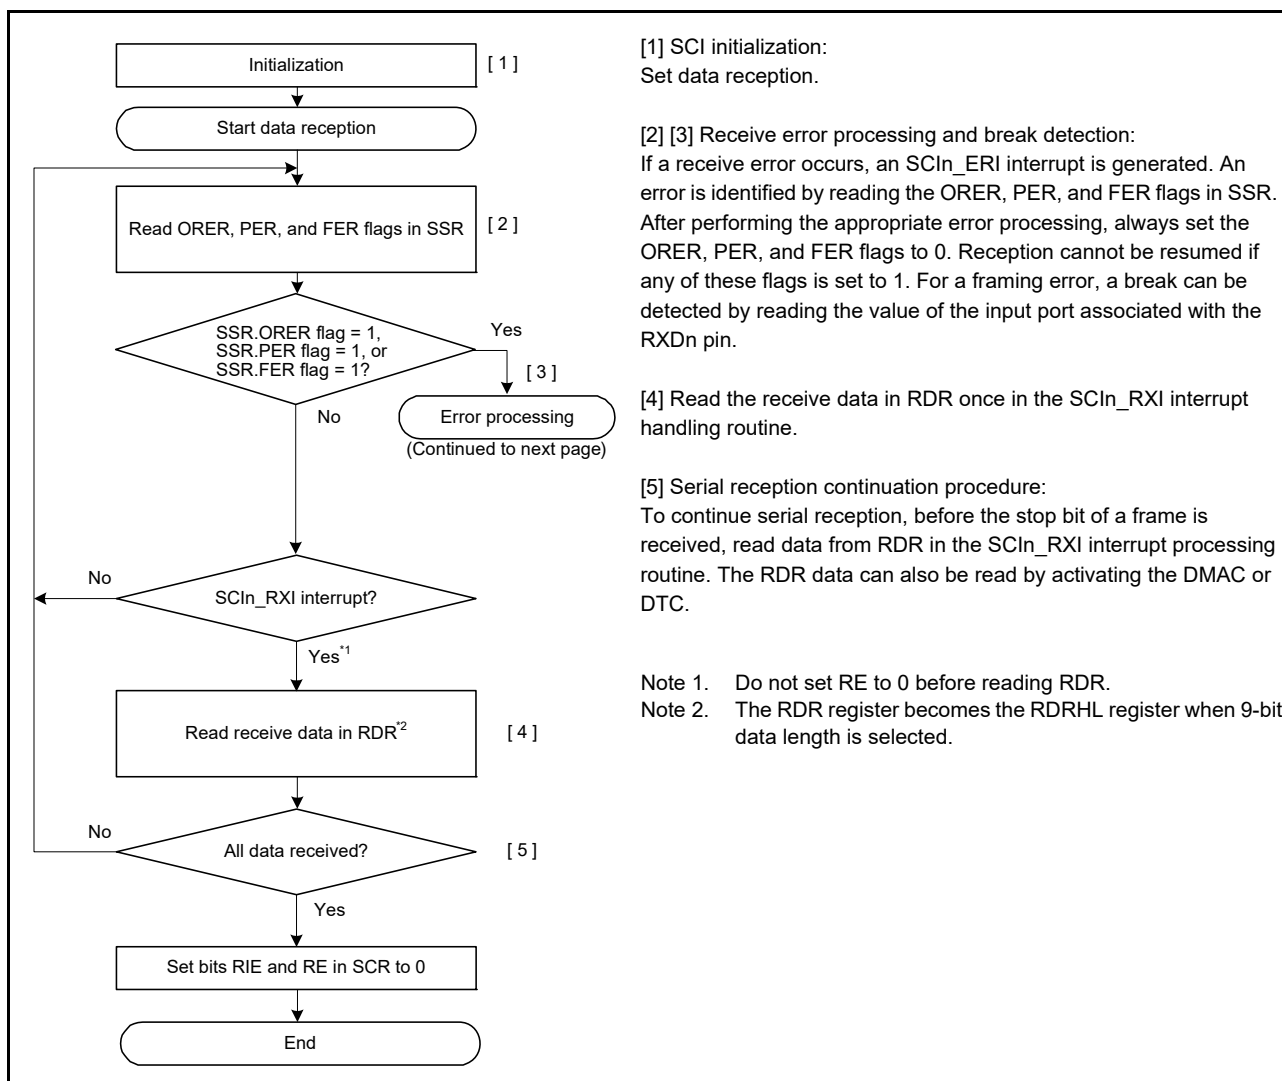 Initialization
[ 1 ]
Start data reception
Read ORER, PER, and FER flags in SSR
[ 2 ]
SSR.ORER flag = 1,
SSR.PER flag = 1, or
SSR.FER flag = 1?
Yes
[ 3 ]
No
Error processing
(Continued to next page)
No
SCIn_RXI interrupt?
Yes*1
Read receive data in RDR*2
[ 4 ]
No
All data received?
[ 5 ]
Yes
Set bits RIE and RE in SCR to 0
End
[1] SCI initialization:
Set data reception.
[2] [3] Receive error processing and break detection:
If a receive error occurs, an SCIn_ERI interrupt is generated. An
error is identified by reading the ORER, PER, and FER flags in SSR.
After performing the appropriate error processing, always set the
ORER, PER, and FER flags to 0. Reception cannot be resumed if
any of these flags is set to 1. For a framing error, a break can be
detected by reading the value of the input port associated with the
RXDn pin.
[4] Read the receive data in RDR once in the SCIn_RXI interrupt
handling routine.
[5] Serial reception continuation procedure:
To continue serial reception, before the stop bit of a frame is
received, read data from RDR in the SCIn_RXI interrupt processing
routine. The RDR data can also be read by activating the DMAC or
DTC.
Note 1. Do not set RE to 0 before reading RDR.
Note 2. The RDR register becomes the RDRHL register when 9-bit
data length is selected.